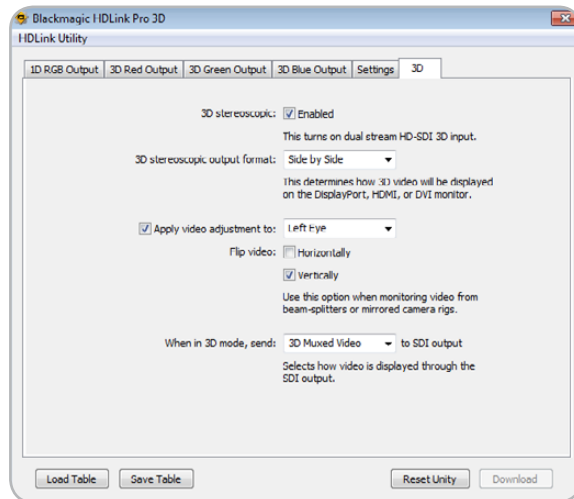 Blackmagic HDLink Pro 3D
HDLink Utility
1D RGB Output 3D Red Output 3D Green Output 3D Blue Output Settings 3D
3D stereoscopic: Enabled
This turns on dual stream HD-SDI 3D input.
3D stereoscopic output format: Side by Side
This determines how 3D video will be displayed
on the DisplayPort, HDMI, or DVI monitor.
Apply video adjustment to: Left Eye
Flip video: Horizontally
Vertically
Use this option when monitoring video from
beam-splitters or mirrored camera rigs.
When in 3D mode, send: 3D Muxed Video to SDI output
Selects how video is displayed through the
SDI output.
Load Table Save Table Reset Unity Download